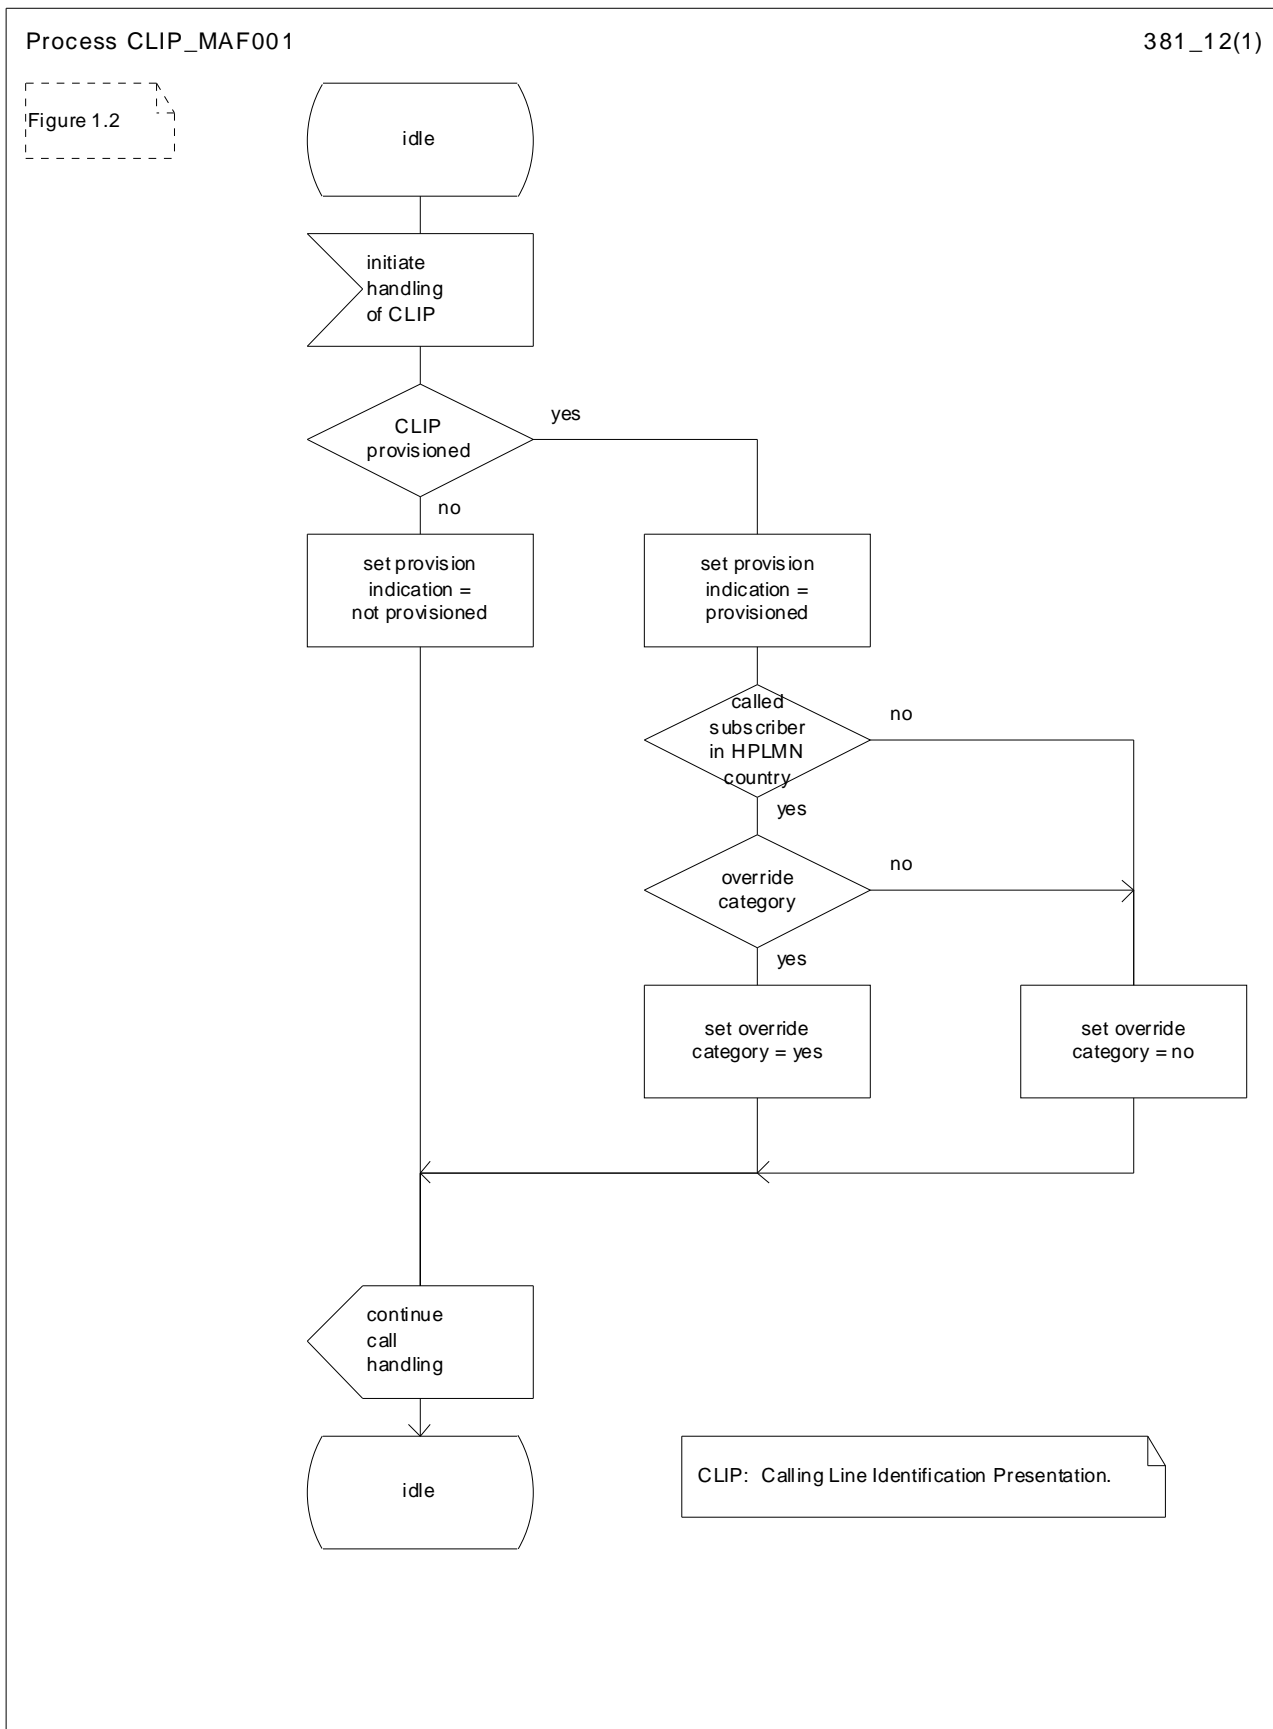 Process CLIP_MAF001
381_12(1)
Figure 1.2
idle
initiate
handling
of CLIP
CLIP
provisioned
yes
no
set provision
indication =
not provisioned
set provision
indication =
provisioned
called
subscriber
in HPLMN
country
no
yes
override
category
no
yes
set override
category = yes
set override
category = no
continue
call
handling
idle
CLIP: Calling Line Identification Presentation.